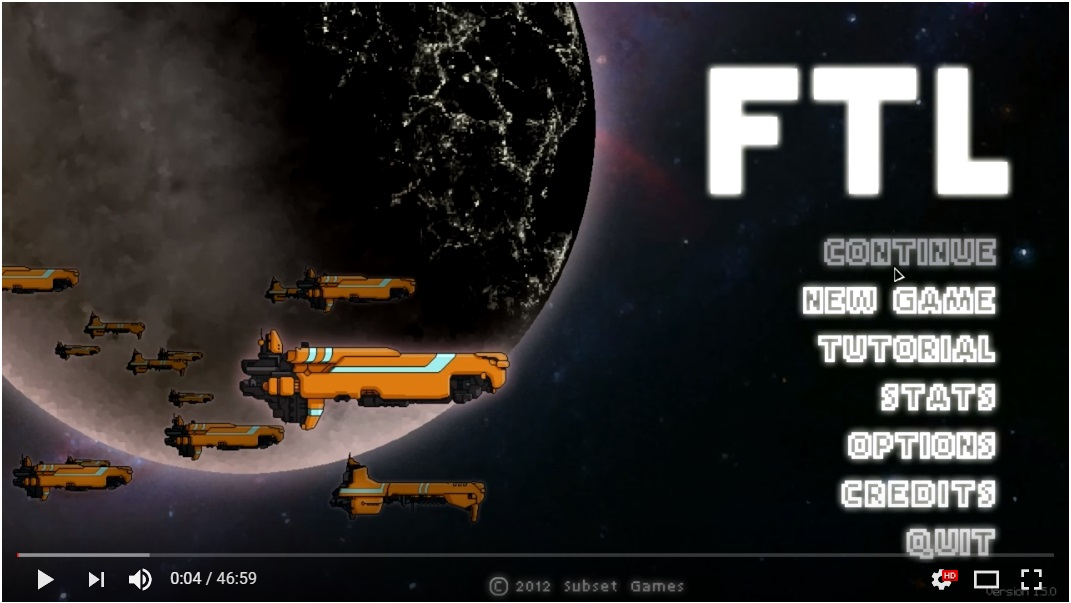 FTL
CONTINUE
NEW GAME
TUTORIAL
STATS
OPTIONS
CREDITS
QUIT
HD
0:04 / 46:59
© 2012 Subset Games